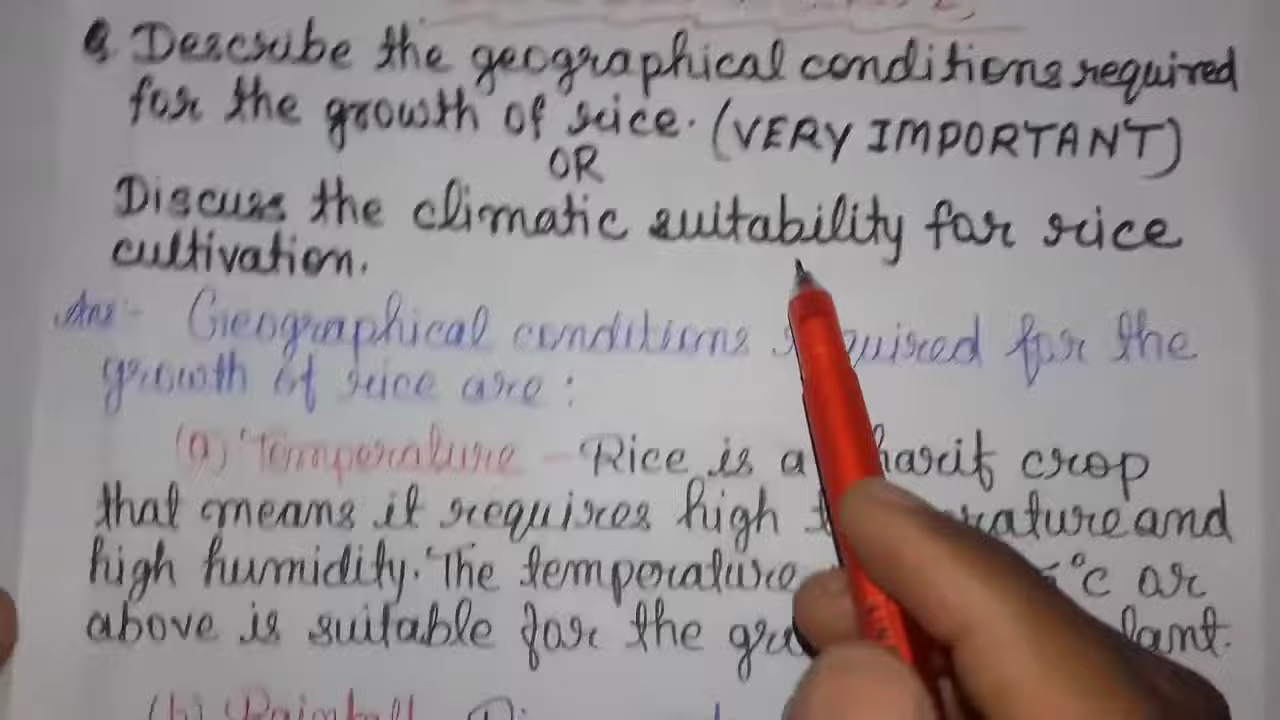 Q Describe the geographical conditions required
for the growth of rice. (VERY IMPORTANT)
OR
Discuss the climatic suitability for rice
cultivation.
Ans:- Geographical conditions required for the
growth of rice are:
(a) Temperature - Rice is a kharif crop
that means it requires high temperature and
high humidity. The temperature °C or
above is suitable for the plant.
(b) Rainfall